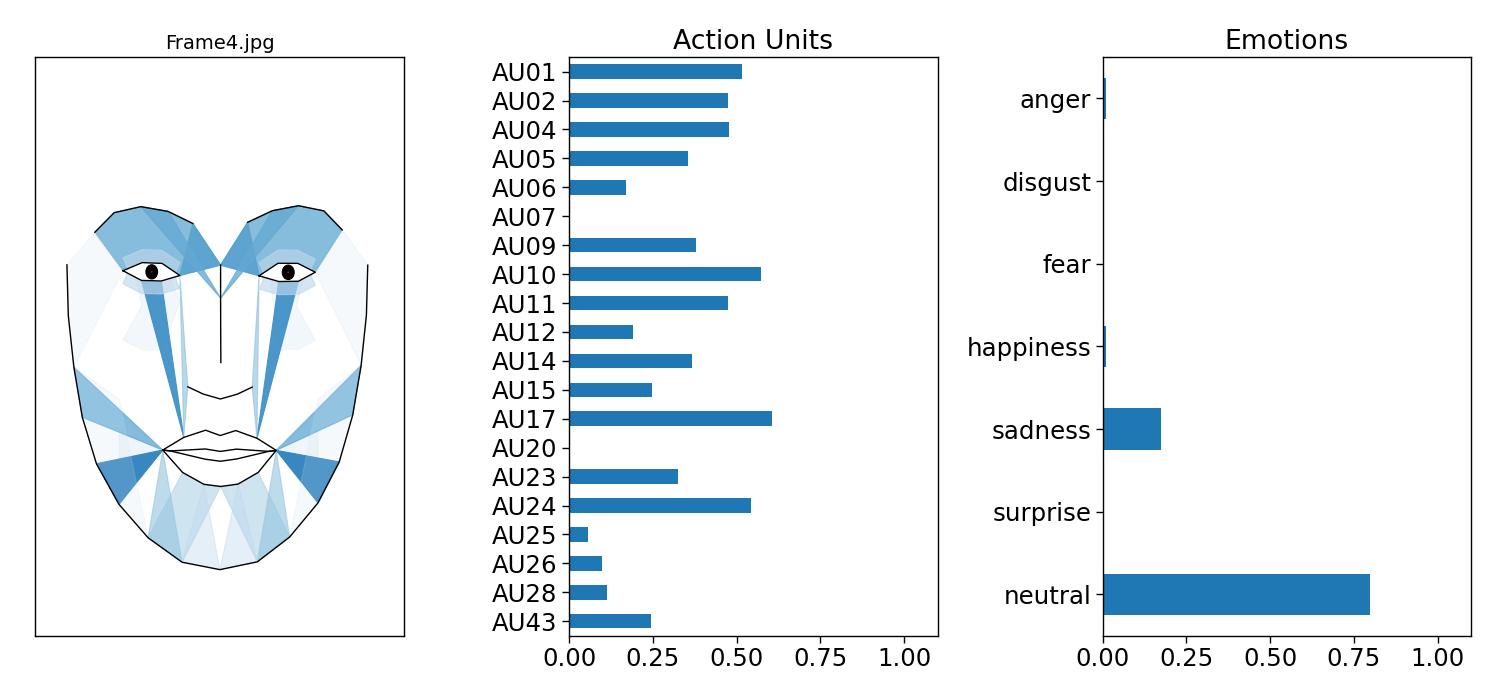 Frame4.jpg
Action Units
AU01
AU02
AU04
AU05
AU06
AU07
AU09
AU10
AU11
AU12
AU14
AU15
AU17
AU20
AU23
AU24
AU25
AU26
AU28
AU43
0.00 0.25 0.50 0.75 1.00
Emotions
anger
disgust
fear
happiness
sadness
surprise
neutral
0.00 0.25 0.50 0.75 1.00